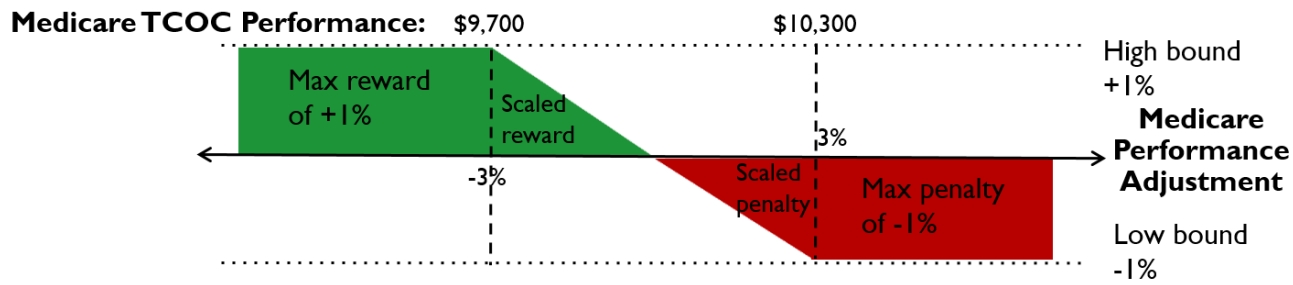 Medicare TCOC Performance: $9,700 $10,300
High bound
+1%
Max reward
of +1%
Scaled
reward
3%
Medicare
Performance
Adjustment
-3%
Scaled
penalty
Max penalty
of -1%
Low bound
-1%